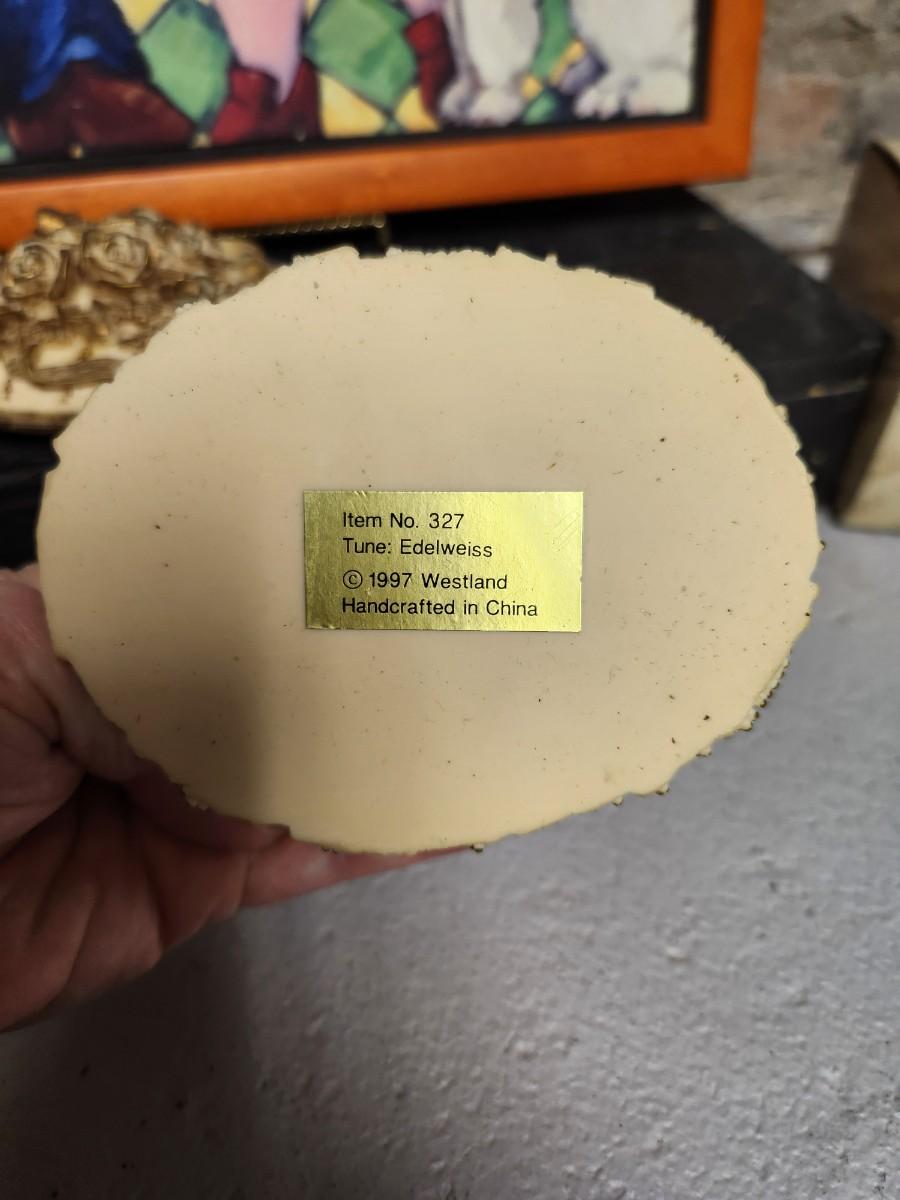 Item No. 327
Tune: Edelweiss
© 1997 Westland
Handcrafted in China